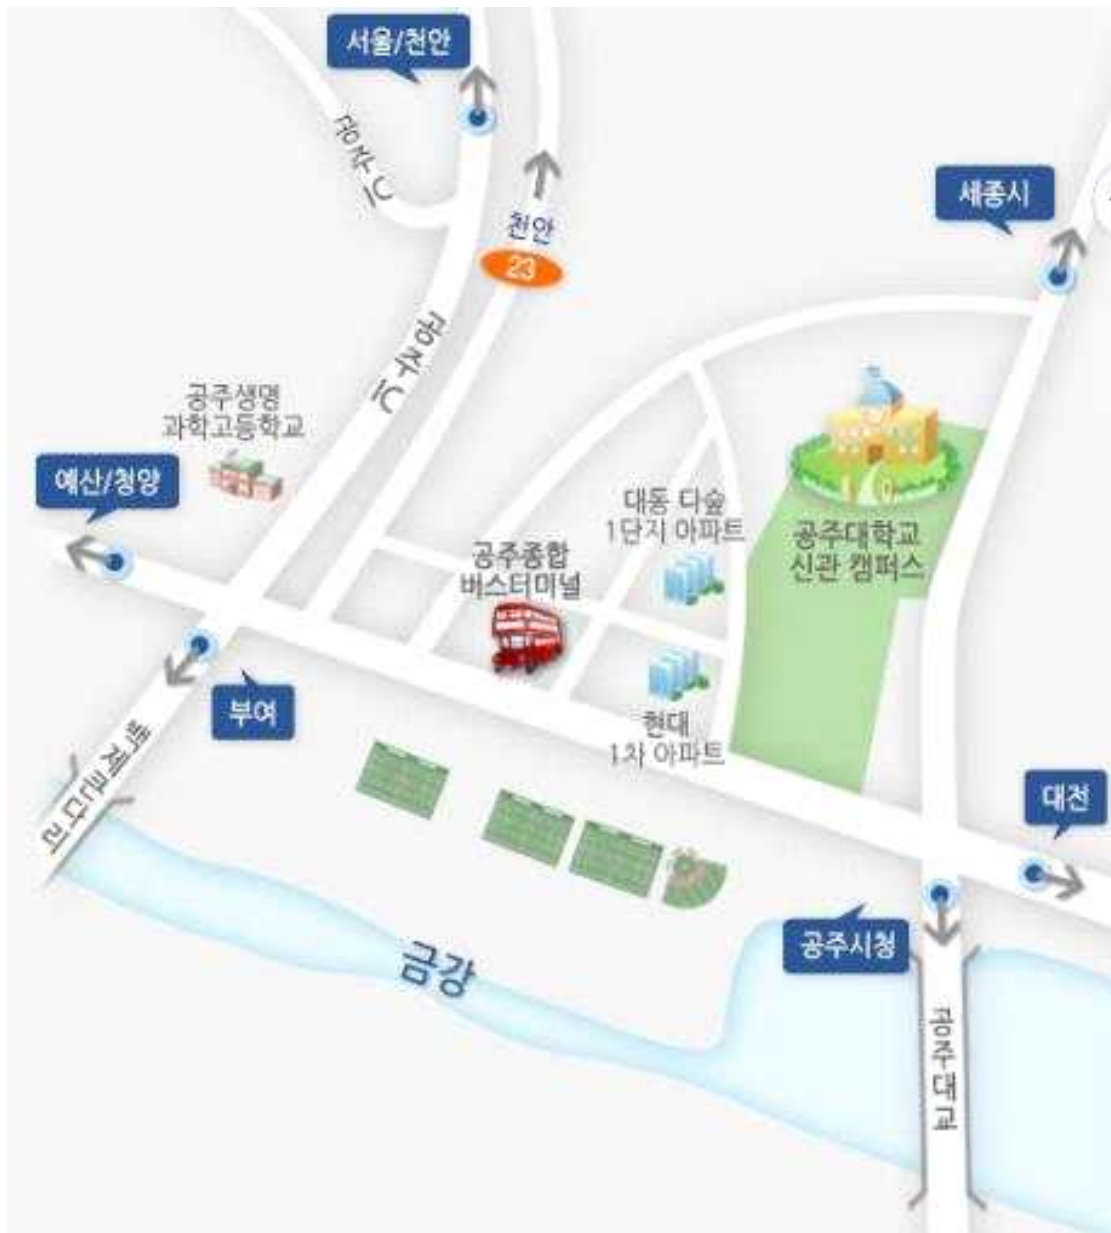 서울/천안
공주IC
천안
23
세종시
공주IC
공주생명
과학고등학교
예산/청양
대동 다숲
1단지 아파트
공주종합
버스터미널
공주대학교
신관 캠퍼스
부여
현대
1차 아파트
백제큰다리
대전
공주시청
금강
공주대교